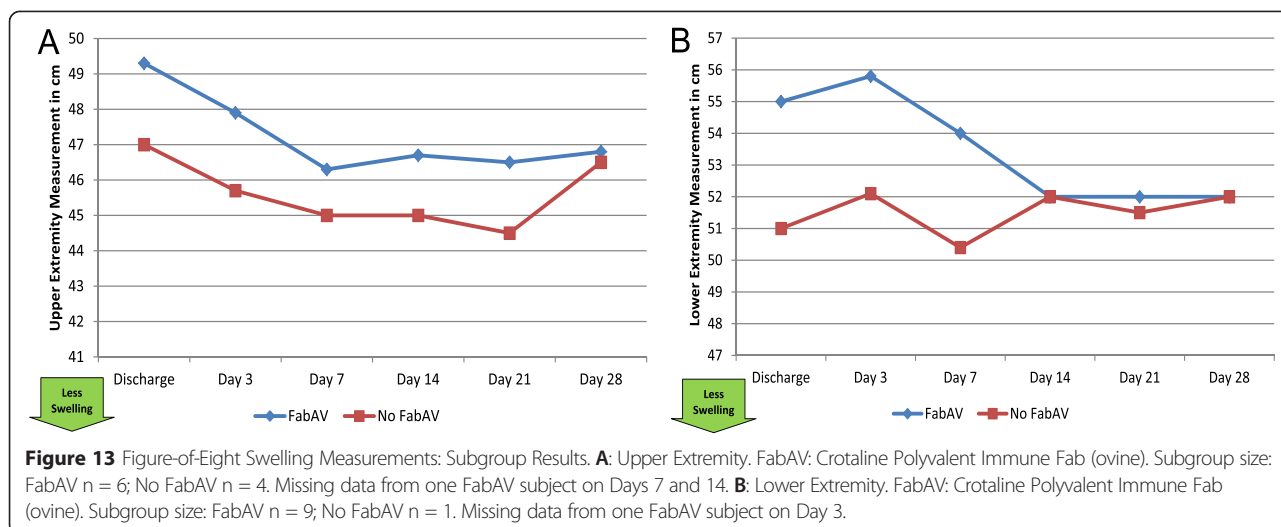 A
Upper Extremity Measurement in cm
50
49
48
47
46
45
44
43
42
41
Discharge Day 3 Day 7 Day 14 Day 21 Day 28
Less
Swelling
FabAV No FabAV
B
Lower Extremity Measurement in cm
57
56
55
54
53
52
51
50
49
48
47
Discharge Day 3 Day 7 Day 14 Day 21 Day 28
Less
Swelling
FabAV No FabAV
Figure 13 Figure-of-Eight Swelling Measurements: Subgroup Results. A: Upper Extremity. FabAV: Crotaline Polyvalent Immune Fab (ovine). Subgroup size:
FabAV n = 6; No FabAV n = 4. Missing data from one FabAV subject on Days 7 and 14. B: Lower Extremity. FabAV: Crotaline Polyvalent Immune Fab
(ovine). Subgroup size: FabAV n = 9; No FabAV n = 1. Missing data from one FabAV subject on Day 3.